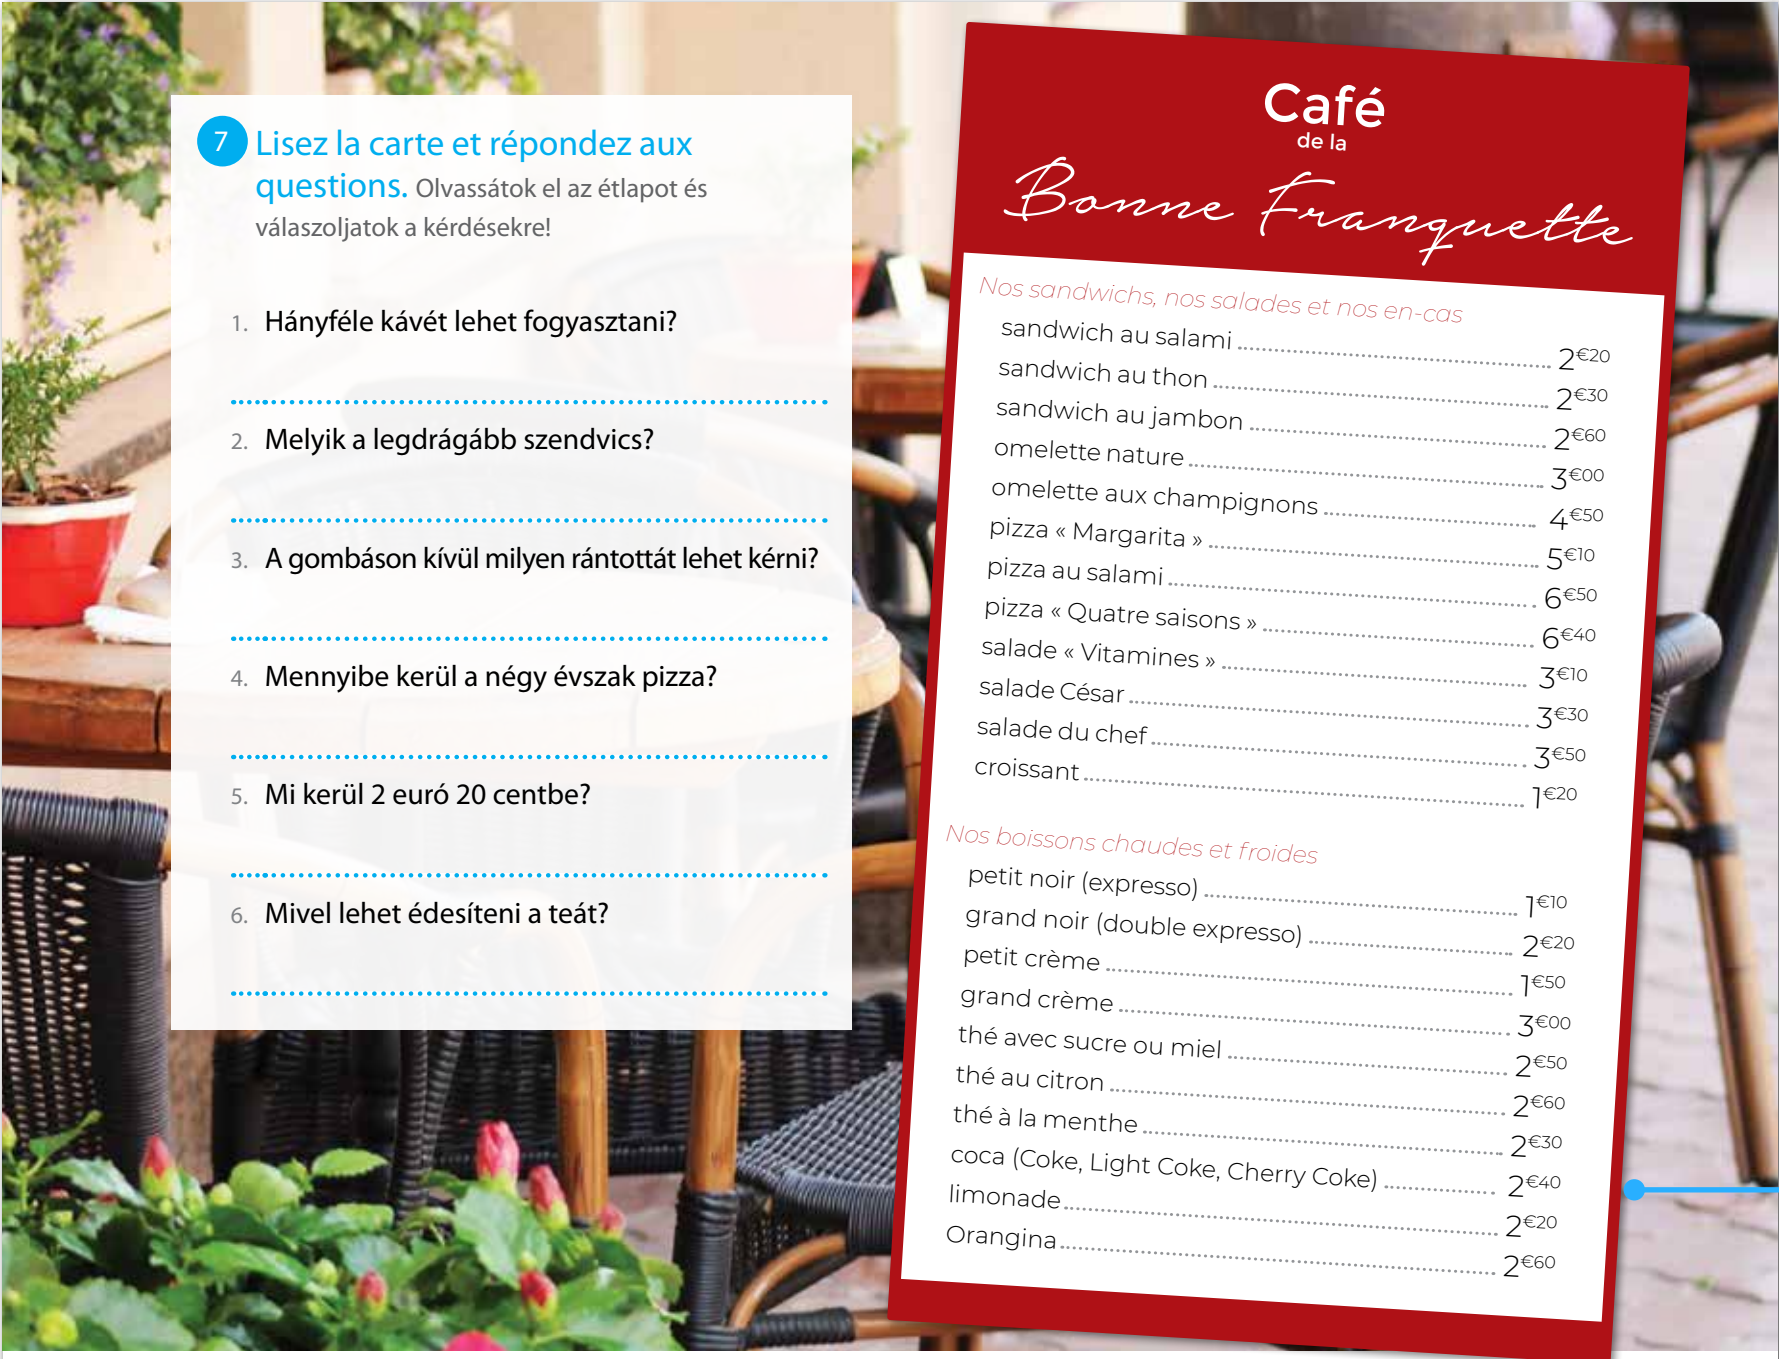 7 Lisez la carte et répondez aux
questions. Olvassátok el az étlapot és
válaszoljatok a kérdésekre!
1. Hányféle kávét lehet fogyasztani?
2. Melyik a legdrágább szendvics?
3. A gombáson kívül milyen rántottát lehet kérni?
4. Mennyibe kerül a négy évszak pizza?
5. Mi kerül 2 euró 20 centbe?
6. Mivel lehet édesíteni a teát?
Café
de la
Bonne Franquette
Nos sandwichs, nos salades et nos en-cas
sandwich au salami 2€20
sandwich au thon 2€30
sandwich au jambon 2€60
omelette nature 3€00
omelette aux champignons 4€50
pizza « Margarita » 5€10
pizza au salami 6€50
pizza « Quatre saisons » 6€40
salade « Vitamines » 3€10
salade César 3€30
salade du chef 3€50
croissant 1€20
Nos boissons chaudes et froides
petit noir (expresso) 1€10
grand noir (double expresso) 2€20
petit crème 1€50
grand crème 3€00
thé avec sucre ou miel 2€50
thé au citron 2€60
thé à la menthe 2€30
coca (Coke, Light Coke, Cherry Coke) 2€40
limonade 2€20
Orangina 2€60